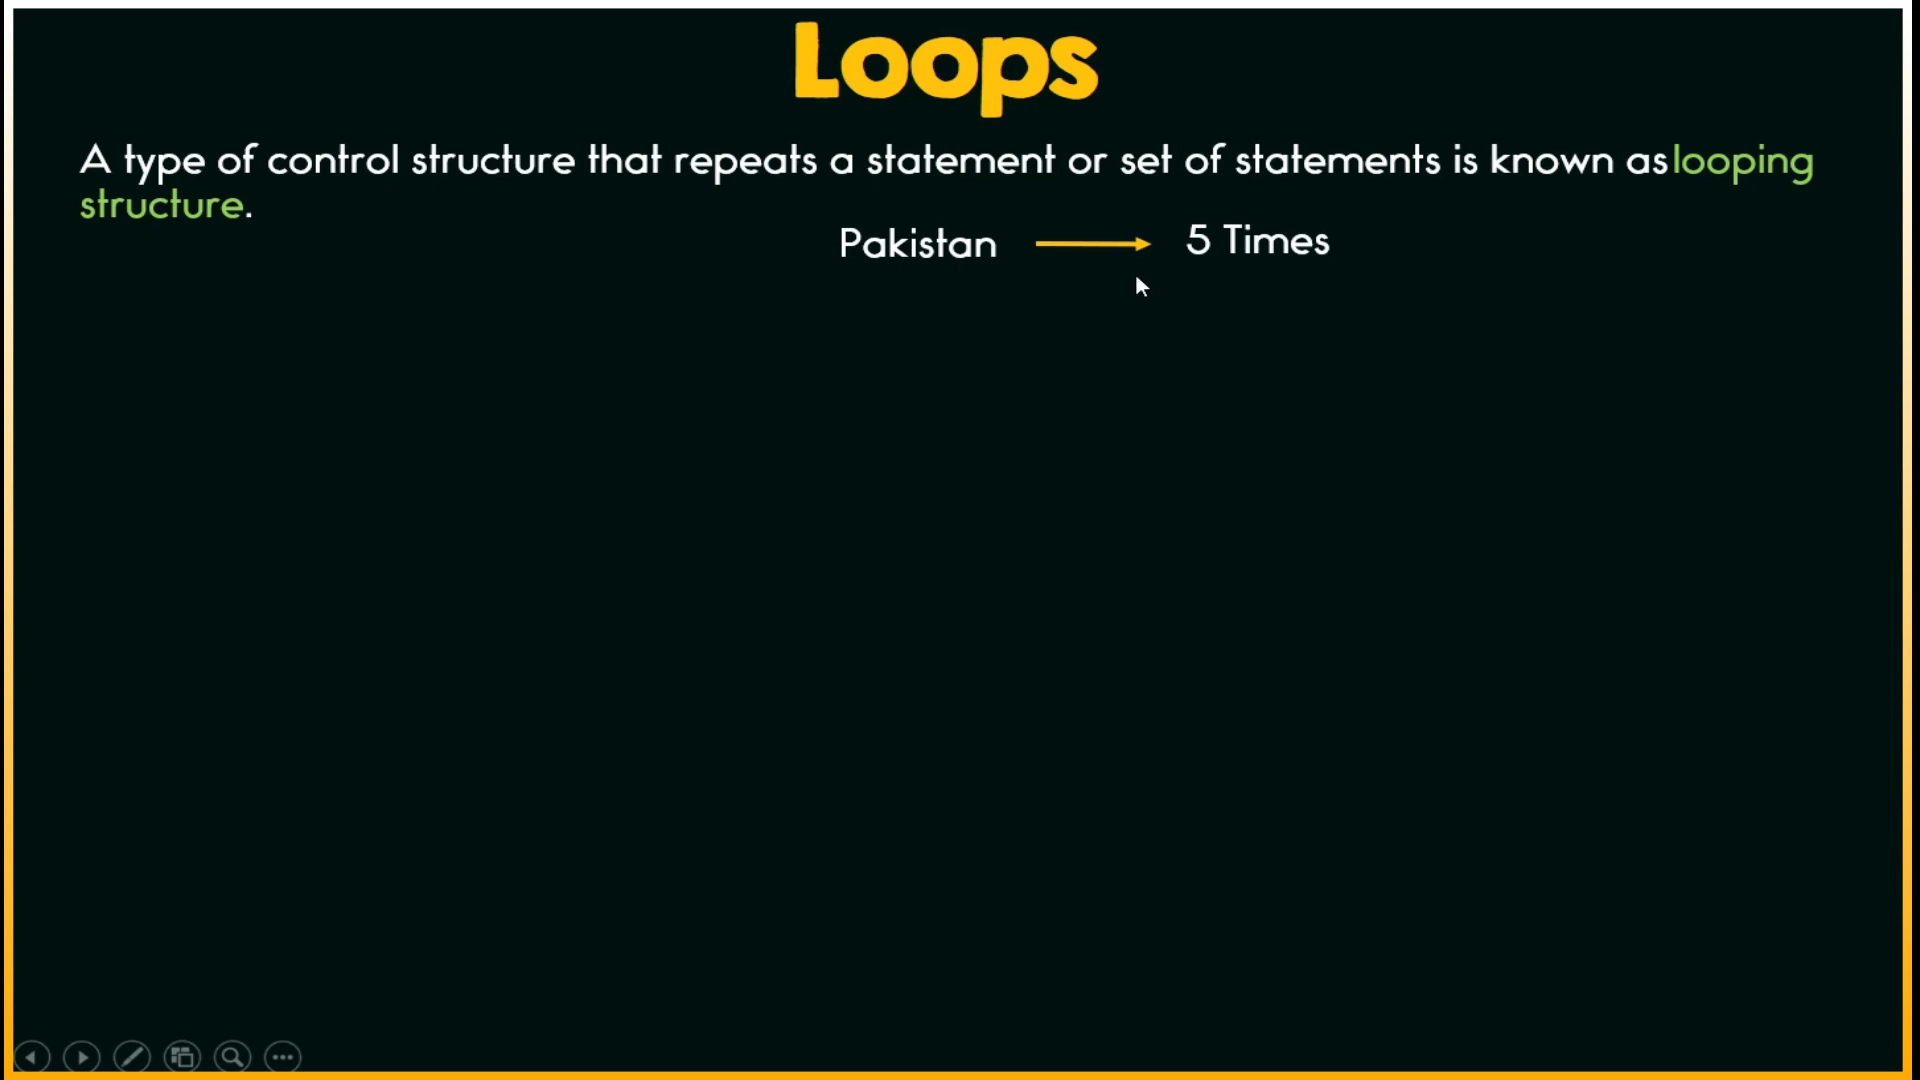 Loops
A type of control structure that repeats a statement or set of statements is known as looping
structure.
Pakistan 5 Times